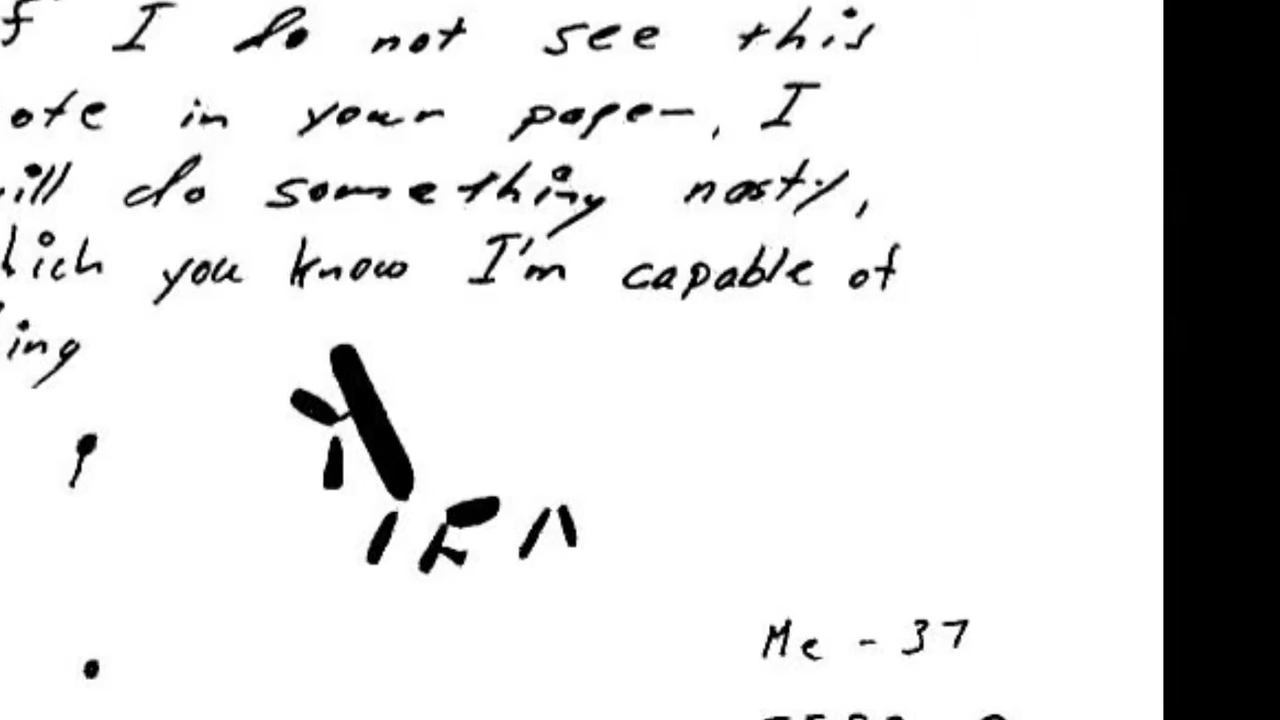 f I do not see this
ote in your paper, I
ill do something nasty,
hich you know I'm capable of
ing
Me - 37